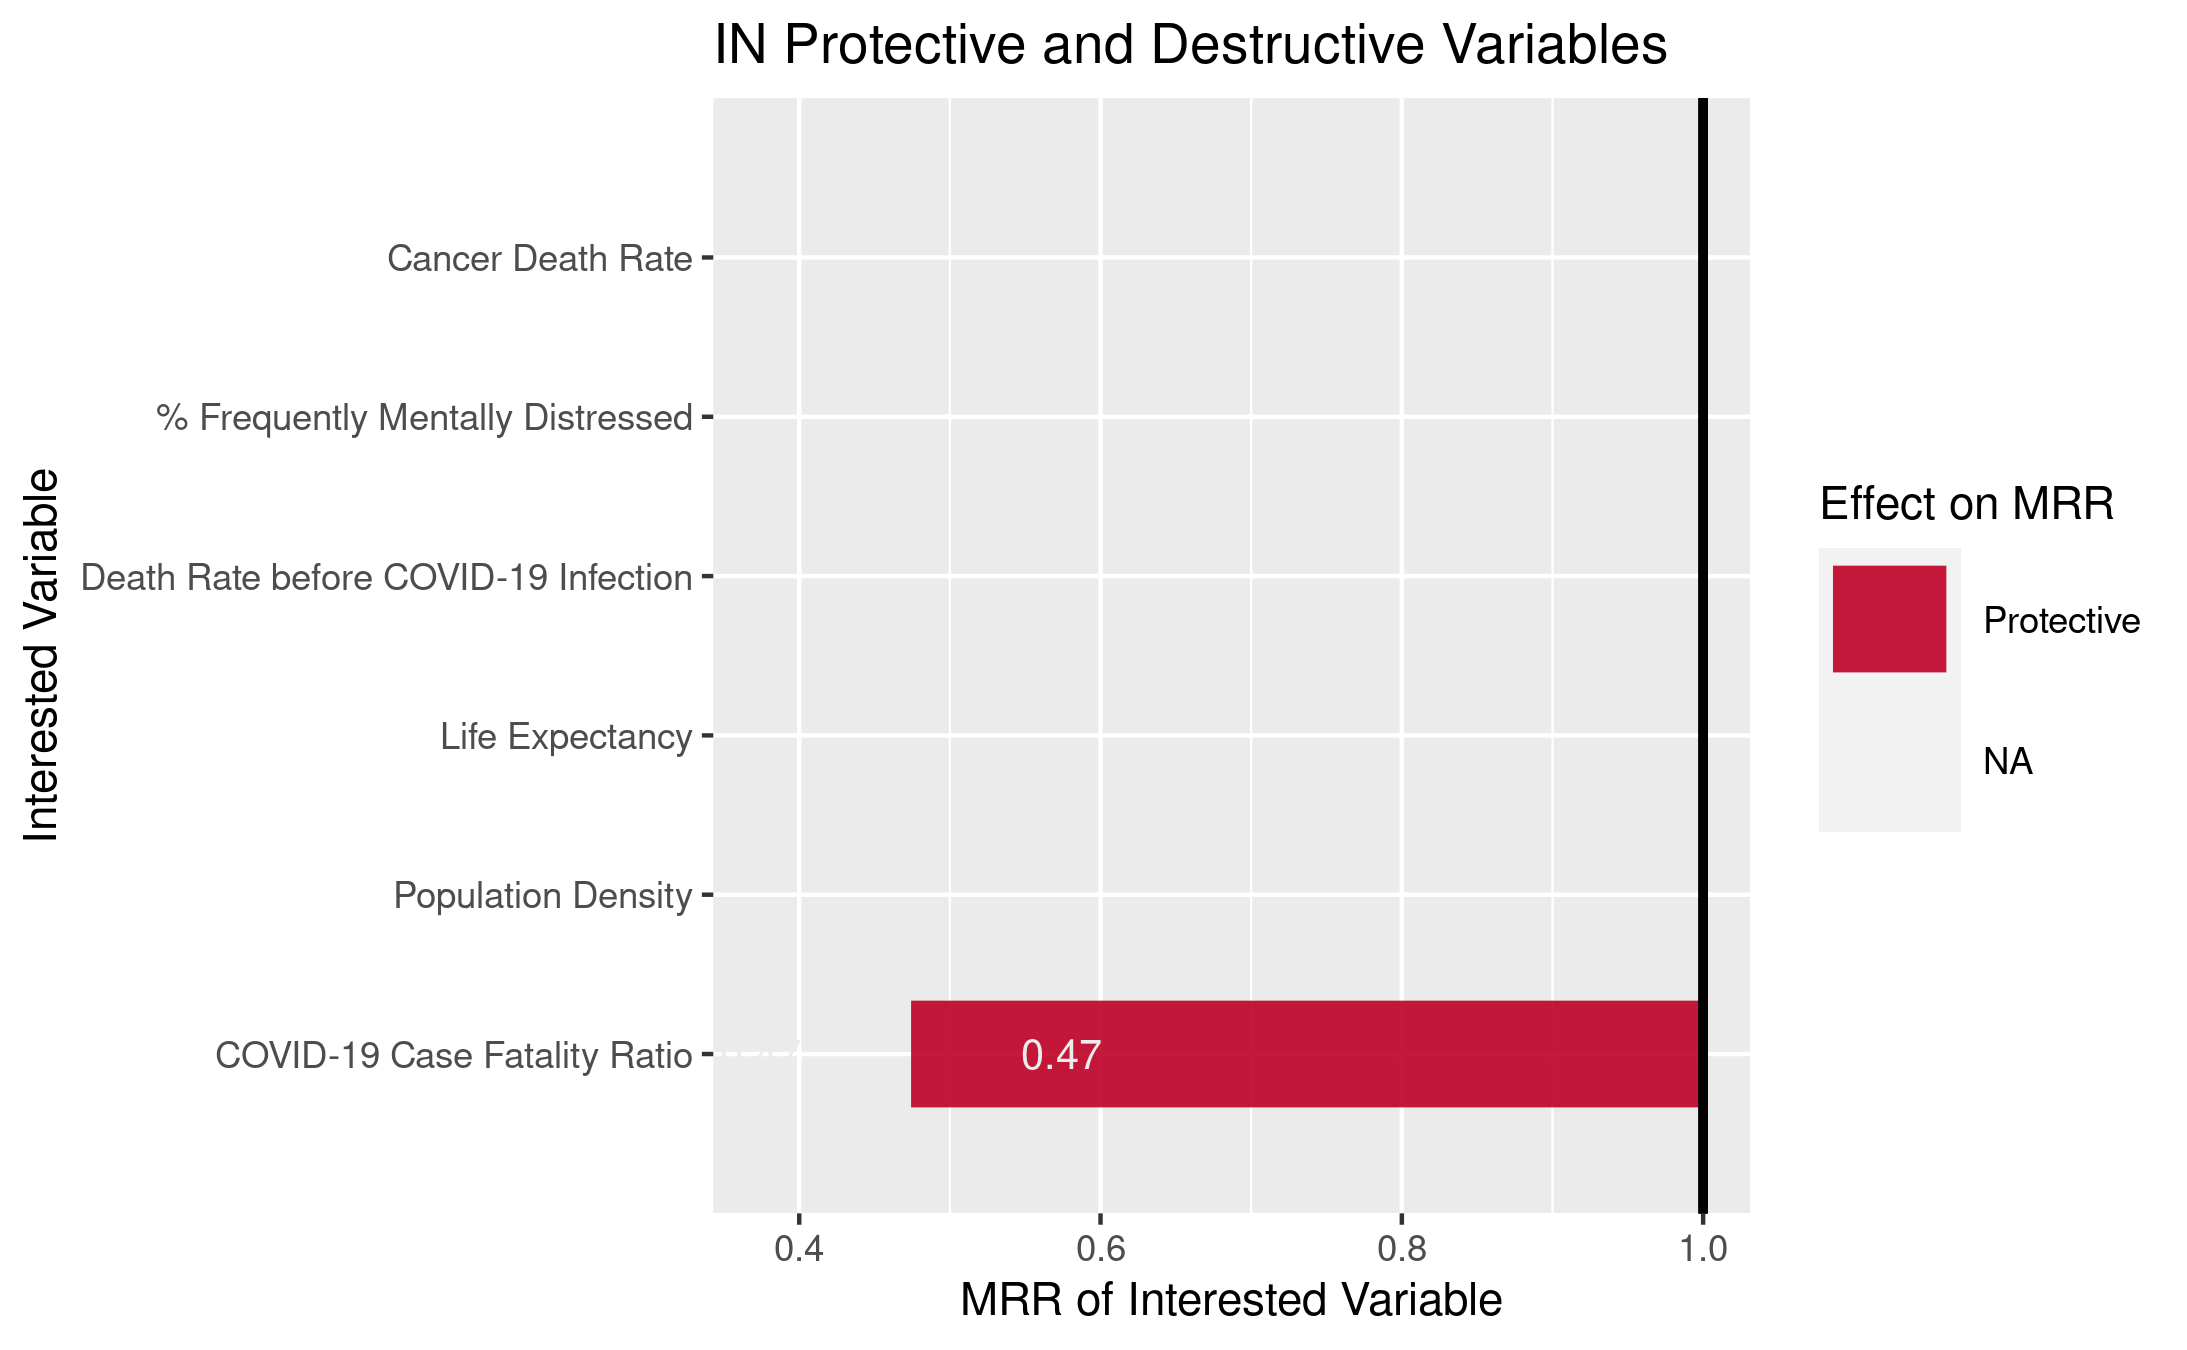 IN Protective and Destructive Variables
Interested Variable
Cancer Death Rate
% Frequently Mentally Distressed
Death Rate before COVID-19 Infection
Life Expectancy
Population Density
COVID-19 Case Fatality Ratio
0.47
0.4 0.6 0.8 1.0
MRR of Interested Variable
Effect on MRR
Protective
NA